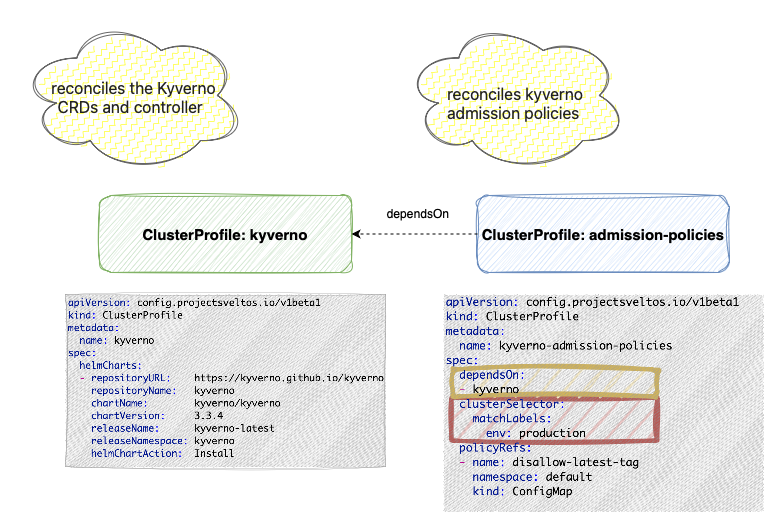 reconciles the Kyverno
CRDs and controller
reconciles kyverno
admission policies
ClusterProfile: kyverno
dependsOn
ClusterProfile: admission-policies
apiVersion: config.projectsveltos.io/v1beta1
kind: ClusterProfile
metadata:
  name: kyverno
spec:
  helmCharts:
  - repositoryURL:    https://kyverno.github.io/kyverno
    repositoryName:   kyverno
    chartName:        kyverno/kyverno
    chartVersion:     3.3.4
    releaseName:      kyverno-latest
    releaseNamespace: kyverno
    helmChartAction:  Install
apiVersion: config.projectsveltos.io/v1beta1
kind: ClusterProfile
metadata:
  name: kyverno-admission-policies
spec:
  dependsOn:
  - kyverno
  clusterSelector:
    matchLabels:
      env: production
  policyRefs:
  - name: disallow-latest-tag
    namespace: default
    kind: ConfigMap